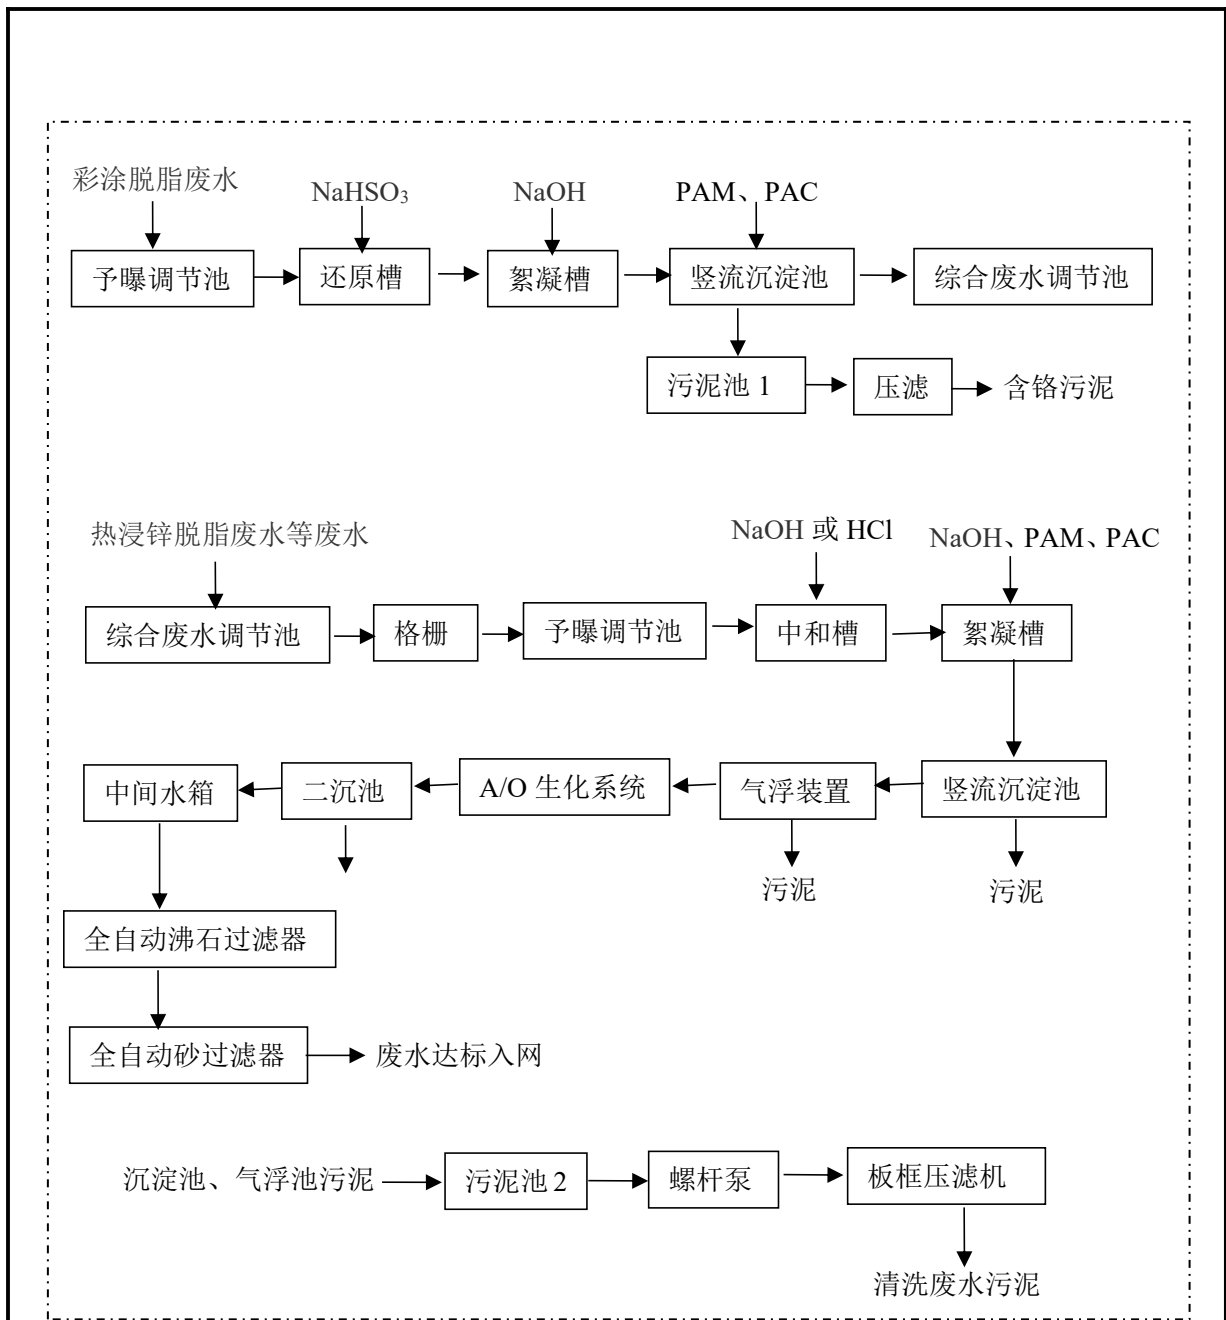 彩涂脱脂废水
NaHSO₃
NaOH
PAM、PAC
予曝调节池
还原槽
絮凝槽
竖流沉淀池
综合废水调节池
污泥池 1
压滤
含铬污泥
热浸锌脱脂废水等废水
NaOH 或 HCl
NaOH、PAM、PAC
综合废水调节池
格栅
予曝调节池
中和槽
絮凝槽
中间水箱
二沉池
A/O 生化系统
气浮装置
竖流沉淀池
污泥
污泥
全自动沸石过滤器
全自动砂过滤器
废水达标入网
沉淀池、气浮池污泥
污泥池 2
螺杆泵
板框压滤机
清洗废水污泥